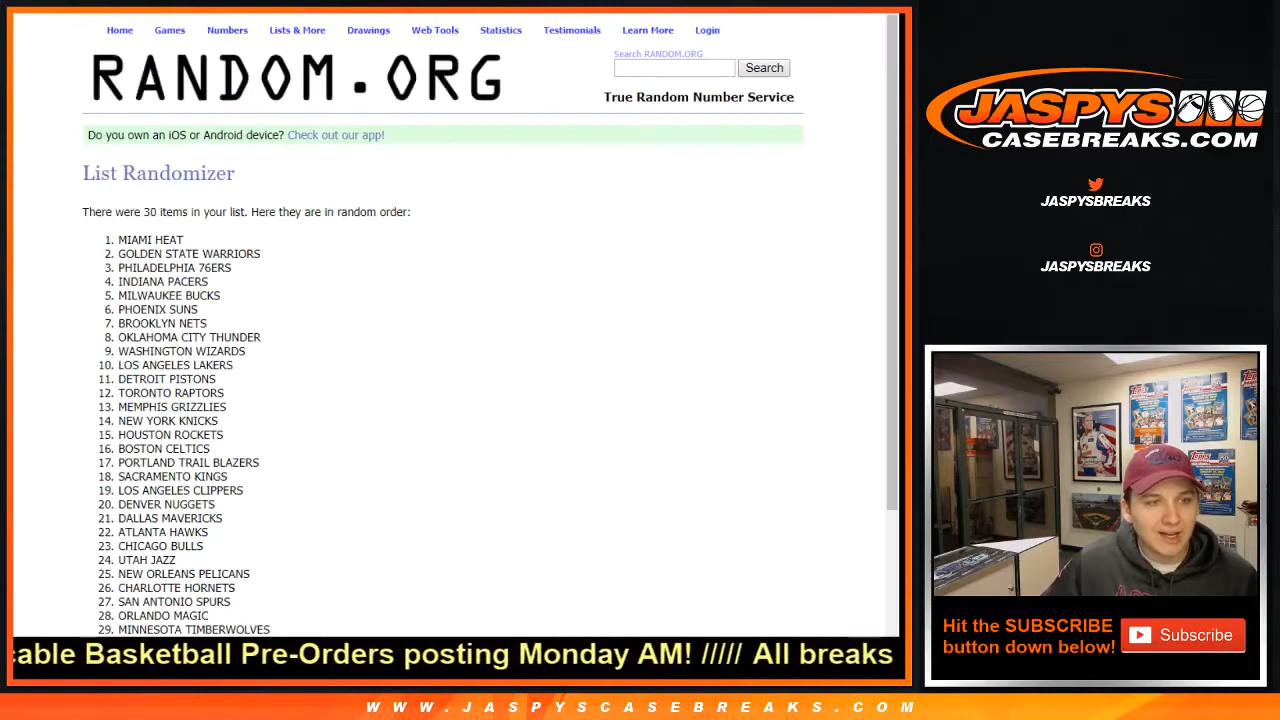 Home Games Numbers Lists & More Drawings Web Tools Statistics Testimonials Learn More Login
RANDOM.ORG
Search RANDOM.ORG
Search
True Random Number Service
Do you own an iOS or Android device? Check out our app!
List Randomizer
There were 30 items in your list. Here they are in random order:
1. MIAMI HEAT
2. GOLDEN STATE WARRIORS
3. PHILADELPHIA 76ERS
4. INDIANA PACERS
5. MILWAUKEE BUCKS
6. PHOENIX SUNS
7. BROOKLYN NETS
8. OKLAHOMA CITY THUNDER
9. WASHINGTON WIZARDS
10. LOS ANGELES LAKERS
11. DETROIT PISTONS
12. TORONTO RAPTORS
13. MEMPHIS GRIZZLIES
14. NEW YORK KNICKS
15. HOUSTON ROCKETS
16. BOSTON CELTICS
17. PORTLAND TRAIL BLAZERS
18. SACRAMENTO KINGS
19. LOS ANGELES CLIPPERS
20. DENVER NUGGETS
21. DALLAS MAVERICKS
22. ATLANTA HAWKS
23. CHICAGO BULLS
24. UTAH JAZZ
25. NEW ORLEANS PELICANS
26. CHARLOTTE HORNETS
27. SAN ANTONIO SPURS
28. ORLANDO MAGIC
29. MINNESOTA TIMBERWOLVES
cable Basketball Pre-Orders posting Monday AM! ///// All breaks
JASPYS
CASEBREAKS.COM
JASPYSBREAKS
JASPYSBREAKS
Topps
Topps
Topps
Hit the SUBSCRIBE
button down below!
Subscribe
WWW.JASPYSCASEBREAKS.COM